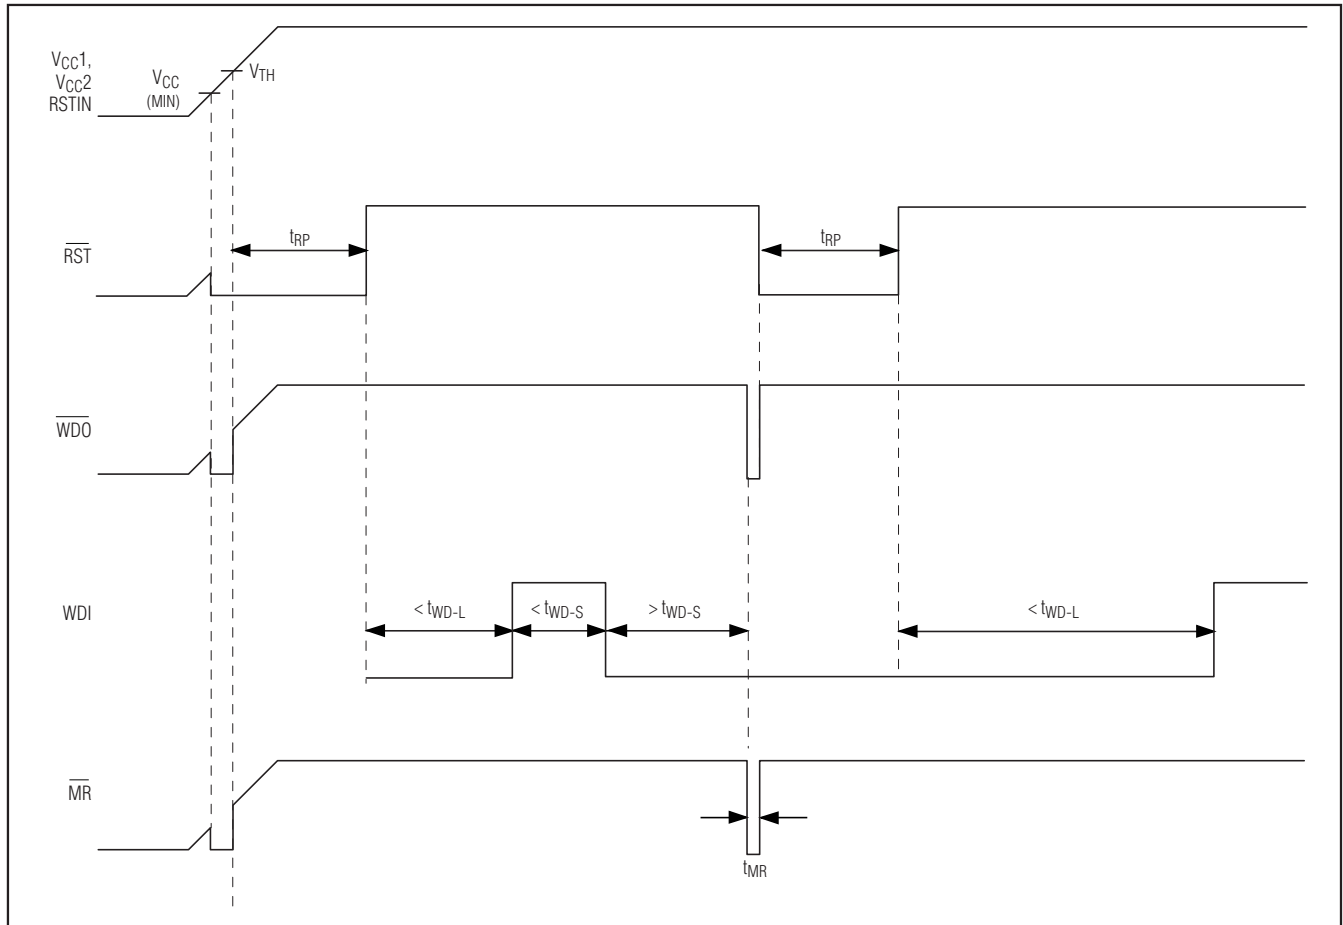 VCC1,
VCC2
RSTIN
VCC
(MIN)
VTH
RST
tRP
tRP
WDO
WDI
< tWD-L
< tWD-S
> tWD-S
< tWD-L
MR
tMR